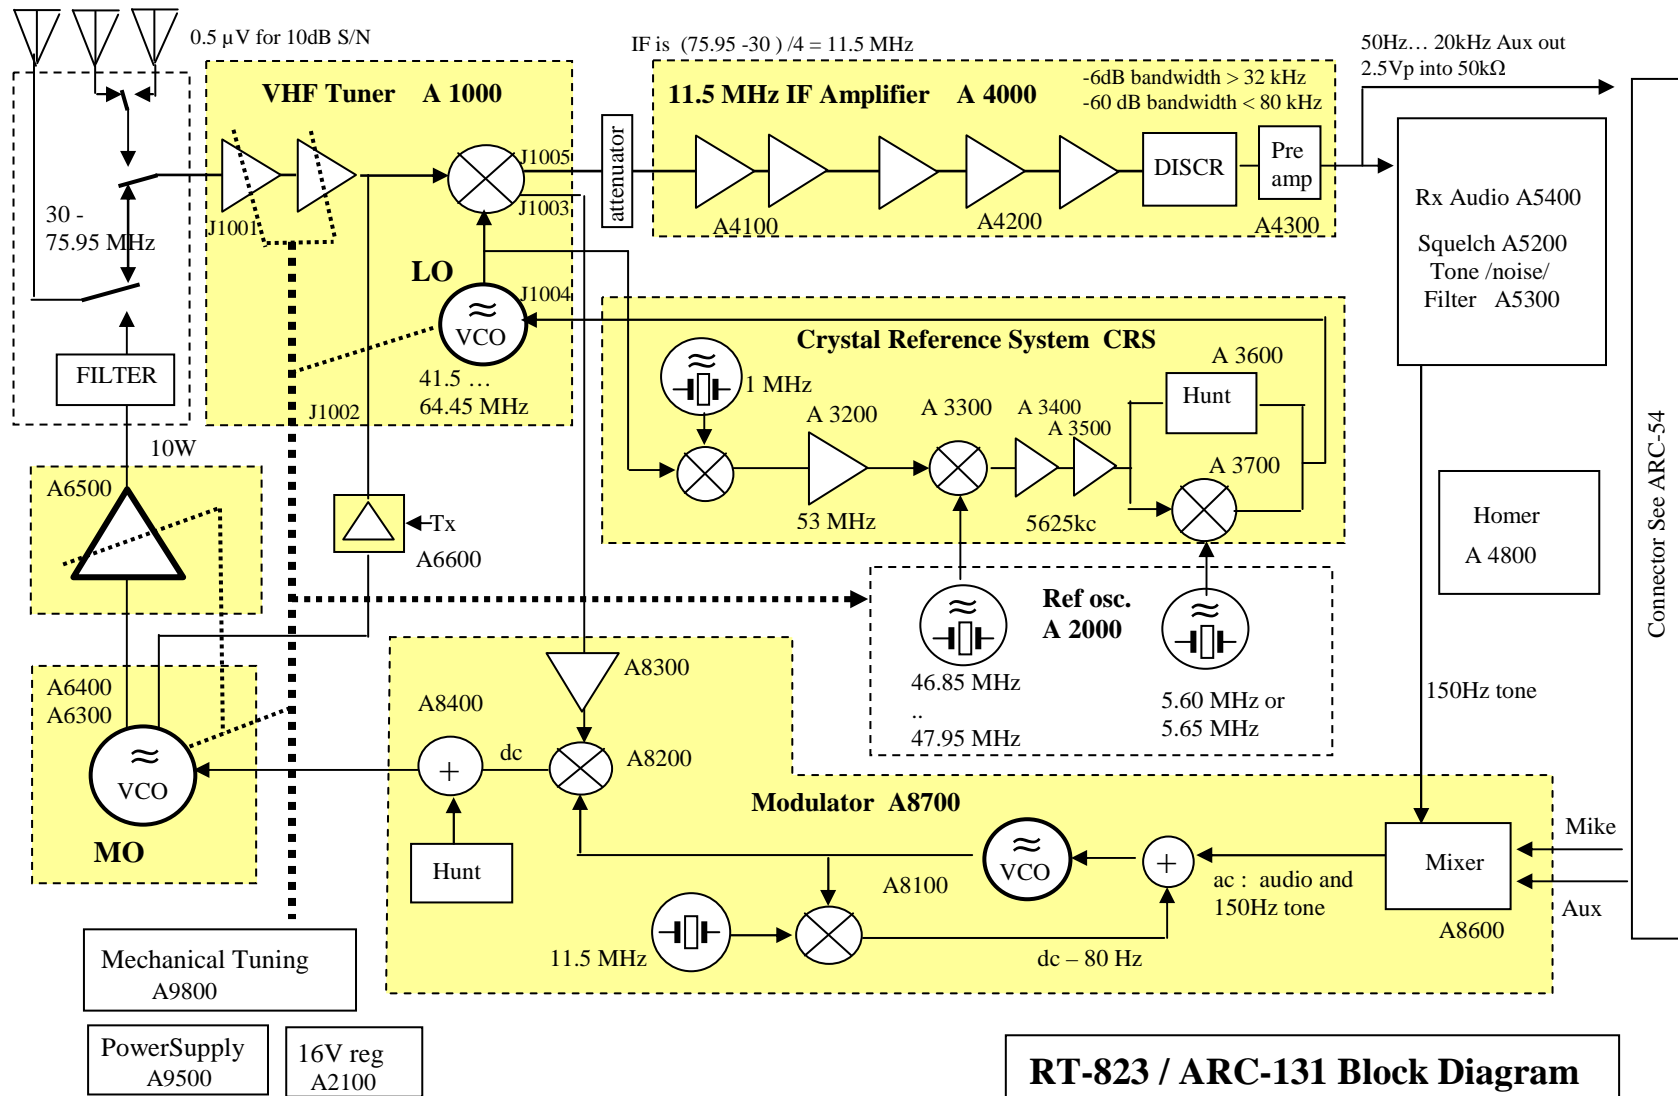 0.5 µV for 10dB S/N
IF is (75.95 -30 ) /4 = 11.5 MHz
50Hz… 20kHz Aux out
2.5Vp into 50kΩ
VHF Tuner A 1000
11.5 MHz IF Amplifier A 4000
-6dB bandwidth > 32 kHz
-60 dB bandwidth < 80 kHz
J1005
J1003
attenuator
DISCR
Pre
amp
A4100
A4200
A4300
30 -
75.95 MHz
J1001
LO
J1004
≈
VCO
41.5 …
64.45 MHz
J1002
FILTER
10W
Rx Audio A5400
Squelch A5200
Tone /noise/
Filter A5300
Connector See ARC-54
Crystal Reference System CRS
≈
1 MHz
A 3200
A 3300
A 3400
A 3500
A 3600
Hunt
A 3700
53 MHz
5625kc
A6500
Tx
A6600
Homer
A 4800
Ref osc.
A 2000
≈
46.85 MHz
..
47.95 MHz
≈
5.60 MHz or
5.65 MHz
150Hz tone
A6400
A6300
≈
VCO
MO
A8300
A8400
+
dc
A8200
Modulator A8700
Hunt
≈
VCO
A8100
+
ac : audio and
150Hz tone
Mixer
Mike
Aux
A8600
11.5 MHz
dc – 80 Hz
Mechanical Tuning
A9800
PowerSupply
A9500
16V reg
A2100
RT-823 / ARC-131 Block Diagram